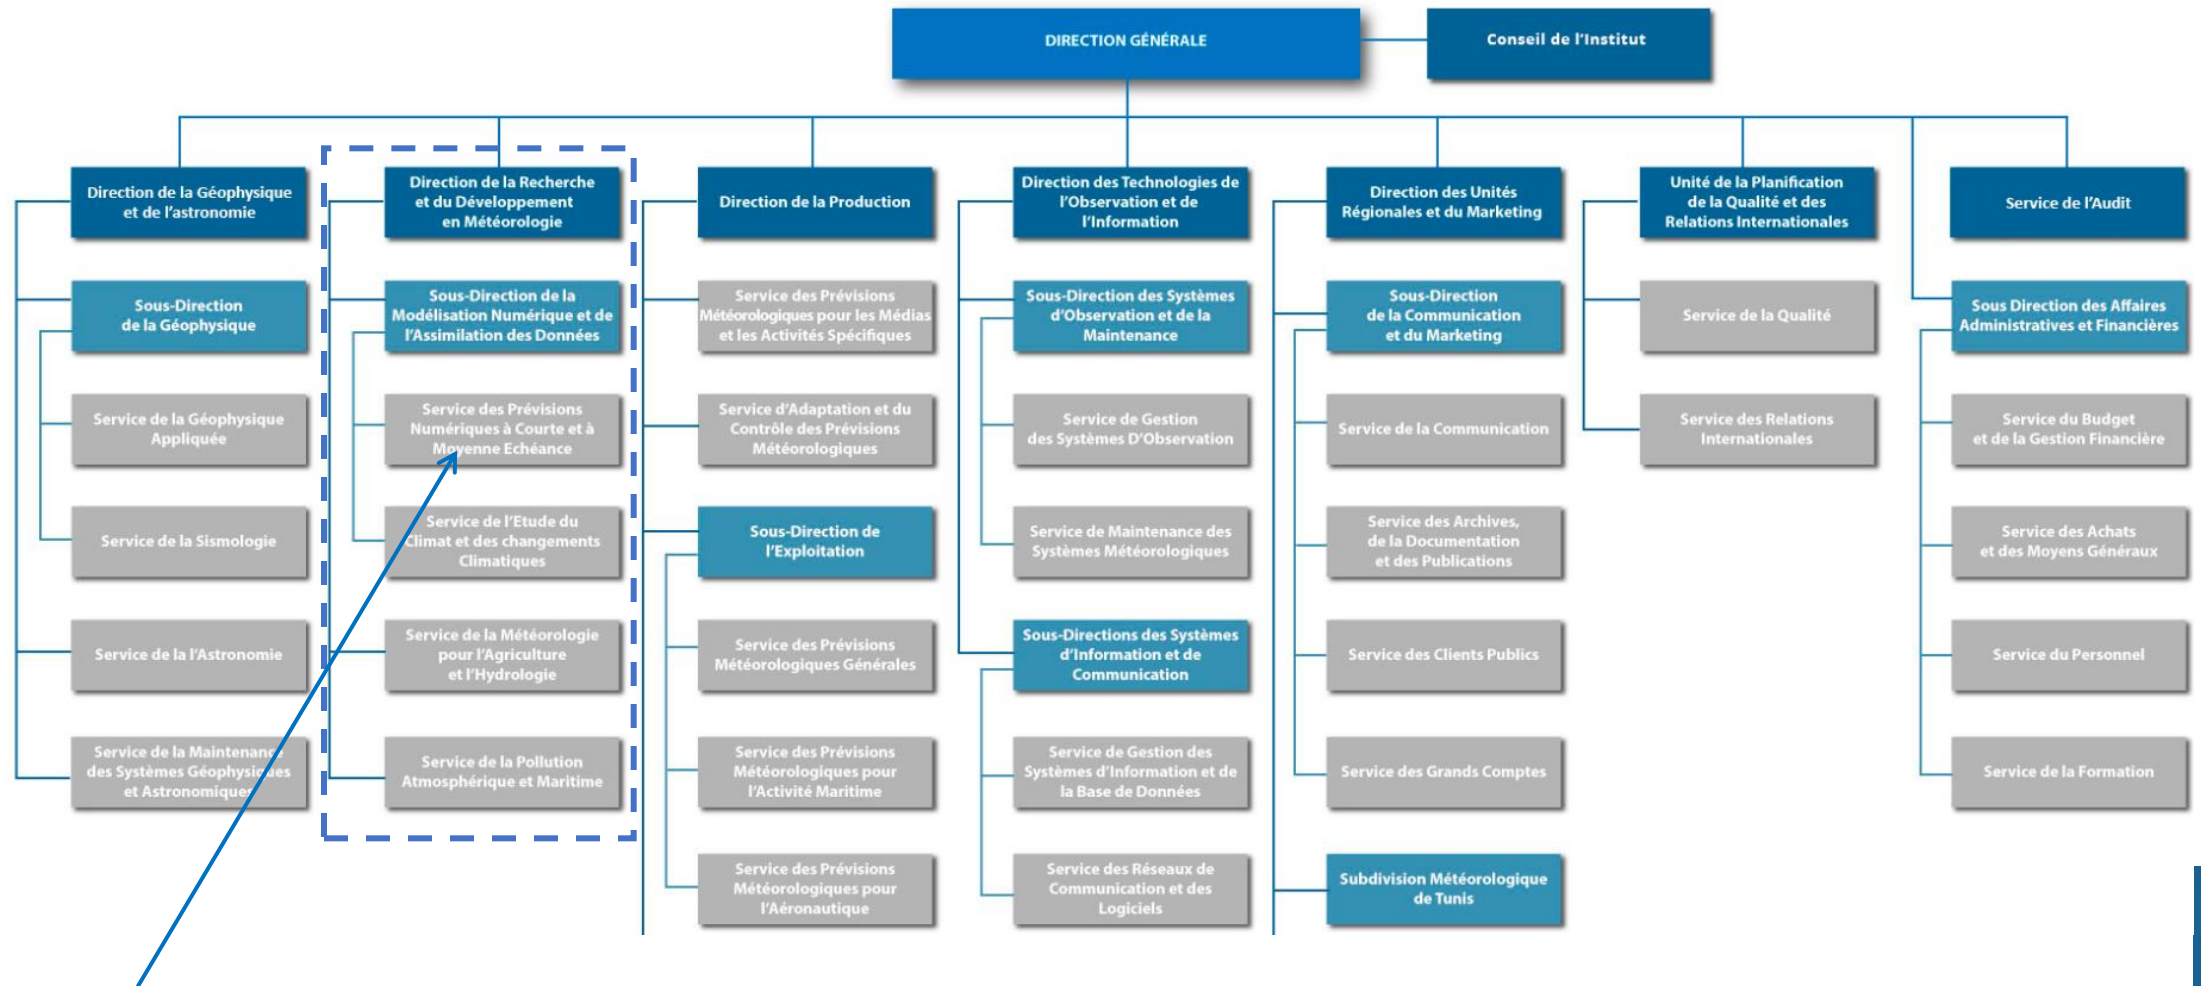 DIRECTION GÉNÉRALE
Conseil de l'Institut
Direction de la Géophysique
et de l'astronomie
Sous-Direction
de la Géophysique
Service de la Géophysique
Appliquée
Service de la Sismologie
Service de la l'Astronomie
Service de la Maintenance
des Systèmes Géophysiques
et Astronomiques
Direction de la Recherche
et du Développement
en Météorologie
Sous-Direction de la
Modélisation Numérique et de
l'Assimilation des Données
Service des Prévisions
Numériques à Courte et à
Moyenne Echéance
Service de l'Etude du
Climat et des changements
Climatiques
Service de la Météorologie
pour l'Agriculture
et l'Hydrologie
Service de la Pollution
Atmosphérique et Maritime
Direction de la Production
Service des Prévisions
Météorologiques pour les Médias
et les Activités Spécifiques
Service d'Adaptation et du
Contrôle des Prévisions
Météorologiques
Sous-Direction de
l'Exploitation
Service des Prévisions
Météorologiques Générales
Service des Prévisions
Météorologiques pour
l'Activité Maritime
Service des Prévisions
Météorologiques pour
l'Aéronautique
Direction des Technologies de
l'Observation et de
l'Information
Sous-Direction des Systèmes
d'Observation et de la
Maintenance
Service de Gestion
des Systèmes D'Observation
Service de Maintenance des
Systèmes Météorologiques
Sous-Directions des Systèmes
d'Information et de
Communication
Service de Gestion des
Systèmes d'Information et de
la Base de Données
Service des Réseaux de
Communication et des
Logiciels
Direction des Unités
Régionales et du Marketing
Sous-Direction
de la Communication
et du Marketing
Service de la Communication
Service des Archives,
de la Documentation
et des Publications
Service des Clients Publics
Service des Grands Comptes
Subdivision Météorologique
de Tunis
Unité de la Planification
de la Qualité et des
Relations Internationales
Service de la Qualité
Service des Relations
Internationales
Service de l'Audit
Sous Direction des Affaires
Administratives et Financières
Service du Budget
et de la Gestion Financière
Service des Achats
et des Moyens Généraux
Service du Personnel
Service de la Formation